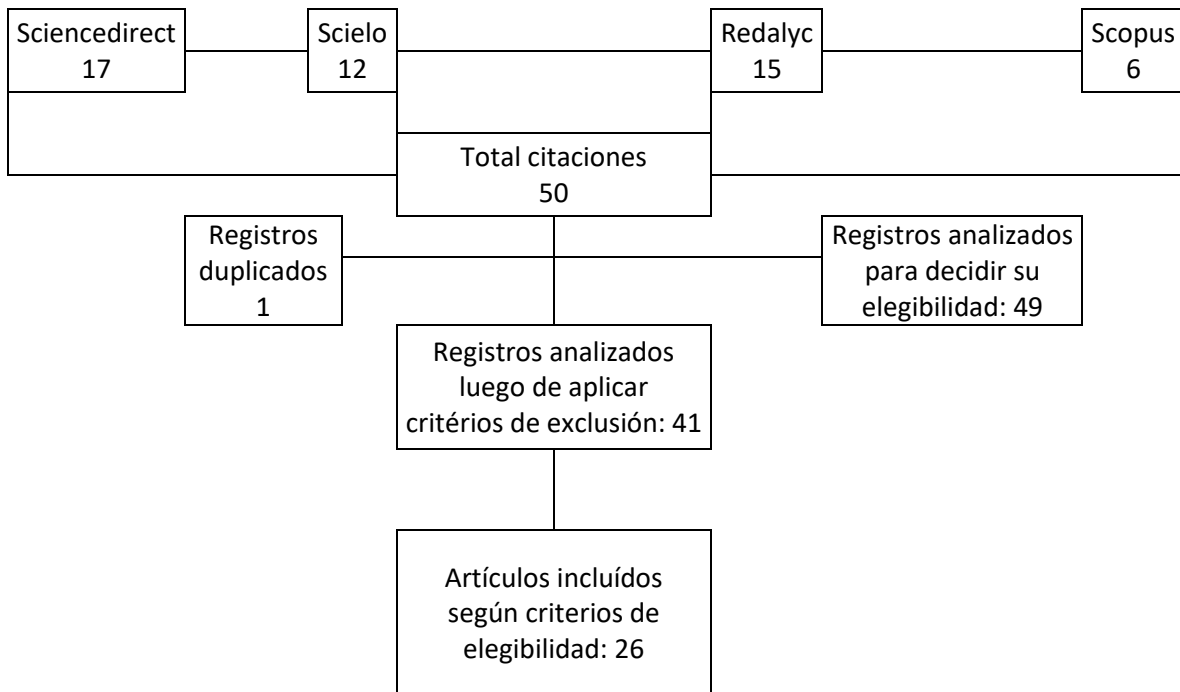 Sciencedirect
17
Scielo
12
Redalyc
15
Scopus
6
Total citaciones
50
Registros
duplicados
1
Registros analizados
para decidir su
elegibilidad: 49
Registros analizados
luego de aplicar
critérios de exclusión: 41
Artículos incluídos
según criterios de
elegibilidad: 26